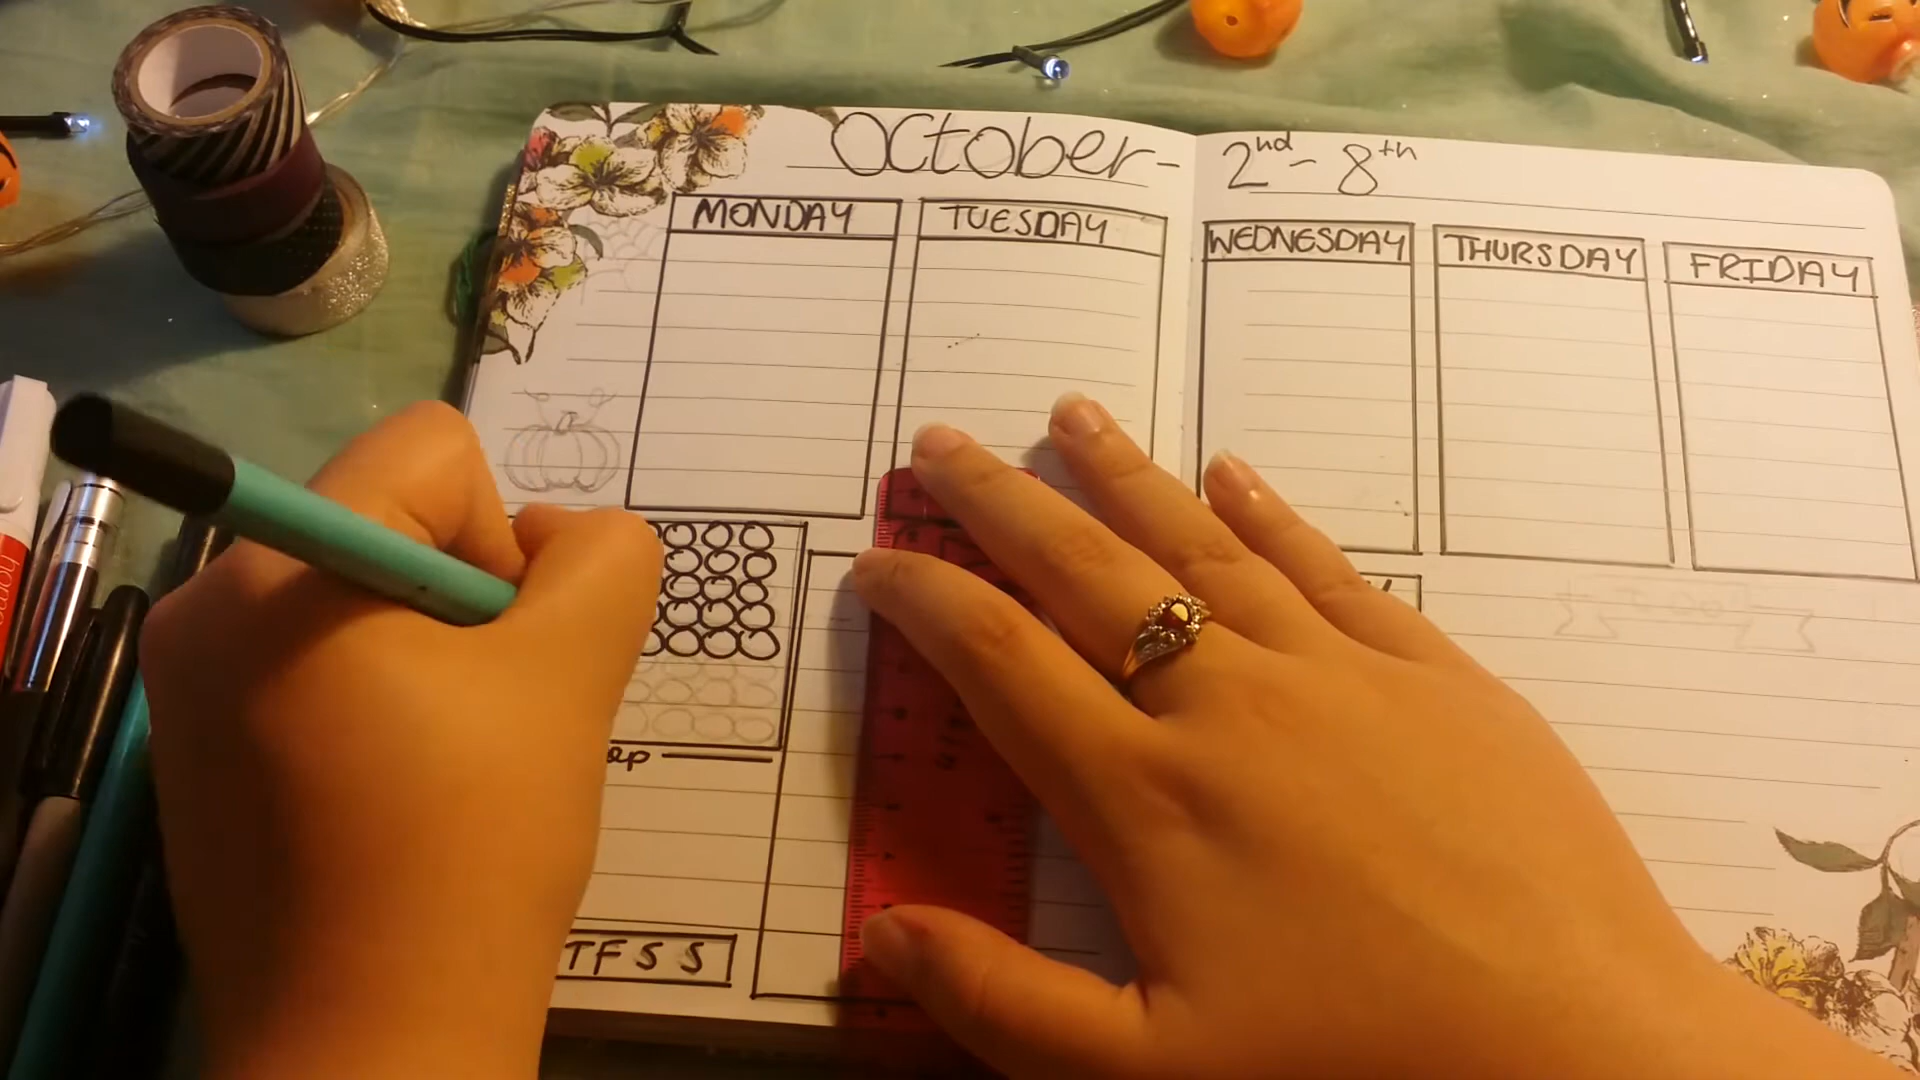 October - 2nd - 8th
MONDAY
TUESDAY
WEDNESDAY
THURSDAY
FRIDAY
TFSS